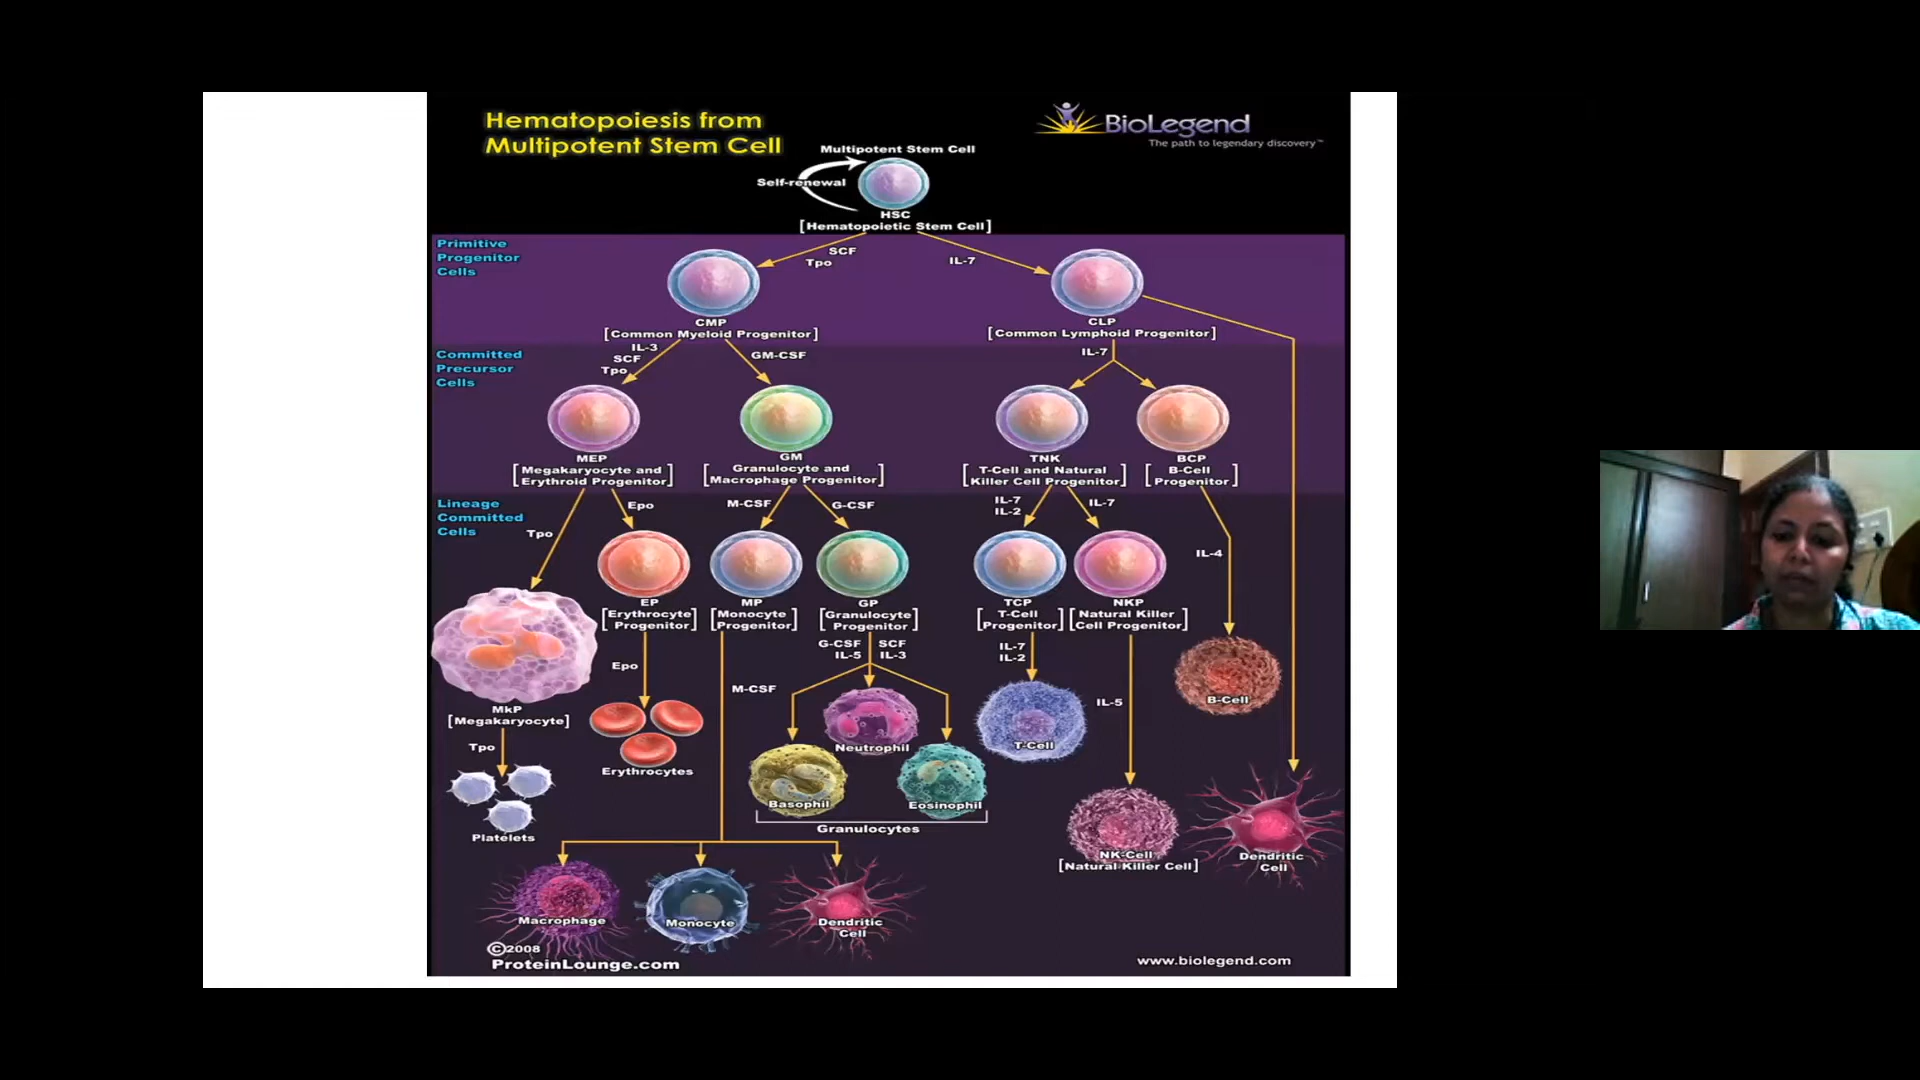 Hematopoiesis from
Multipotent Stem Cell
BioLegend
The path to legendary discovery™
Multipotent Stem Cell
Self-renewal
HSC
[Hematopoietic Stem Cell]
Primitive
Progenitor
Cells
SCF
Tpo
IL-7
CMP
[Common Myeloid Progenitor]
CLP
[Common Lymphoid Progenitor]
Committed
Precursor
Cells
IL-3
SCF
Tpo
GM-CSF
IL-7
MEP
[Megakaryocyte and
Erythroid Progenitor]
GM
[Granulocyte and
Macrophage Progenitor]
TNK
[T-Cell and Natural
Killer Cell Progenitor]
BCP
[B-Cell
Progenitor]
Lineage
Committed
Cells
Tpo
Epo
M-CSF
G-CSF
IL-7
IL-2
IL-7
IL-4
EP
[Erythrocyte
Progenitor]
MP
[Monocyte
Progenitor]
GP
[Granulocyte
Progenitor]
TCP
[T-Cell
Progenitor]
NKP
[Natural Killer
Cell Progenitor]
Epo
M-CSF
G-CSF
IL-5
SCF
IL-3
IL-7
IL-2
IL-5
MkP
[Megakaryocyte]
Tpo
Platelets
Erythrocytes
Neutrophil
Basophil
Eosinophil
Granulocytes
T-Cell
B-Cell
NK-Cell
[Natural Killer Cell]
Dendritic
Cell
Macrophage
Monocyte
Dendritic
Cell
©2008
ProteinLounge.com
www.biolegend.com